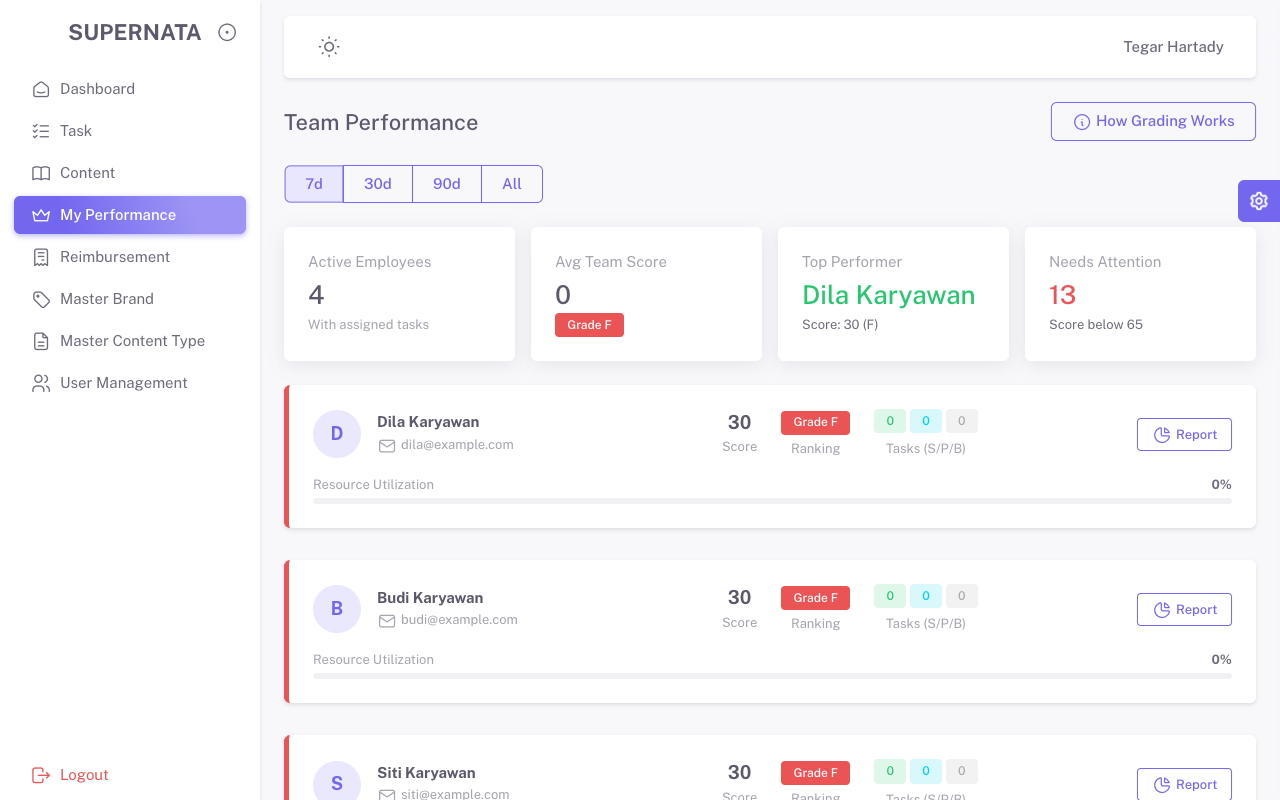 SUPERNATA
Dashboard
Task
Content
My Performance
Reimbursement
Master Brand
Master Content Type
User Management
Logout
Tegar Hartady
Team Performance
How Grading Works
7d 30d 90d All
Active Employees
4
With assigned tasks
Avg Team Score
0
Grade F
Top Performer
Dila Karyawan
Score: 30 (F)
Needs Attention
13
Score below 65
D
Dila Karyawan
dila@example.com
30
Score
Grade F
Ranking
0 0 0
Tasks (S/P/B)
Report
Resource Utilization 0%
B
Budi Karyawan
budi@example.com
30
Score
Grade F
Ranking
0 0 0
Tasks (S/P/B)
Report
Resource Utilization 0%
S
Siti Karyawan
siti@example.com
30
Score
Grade F
Ranking
0 0 0
Tasks (S/P/B)
Report